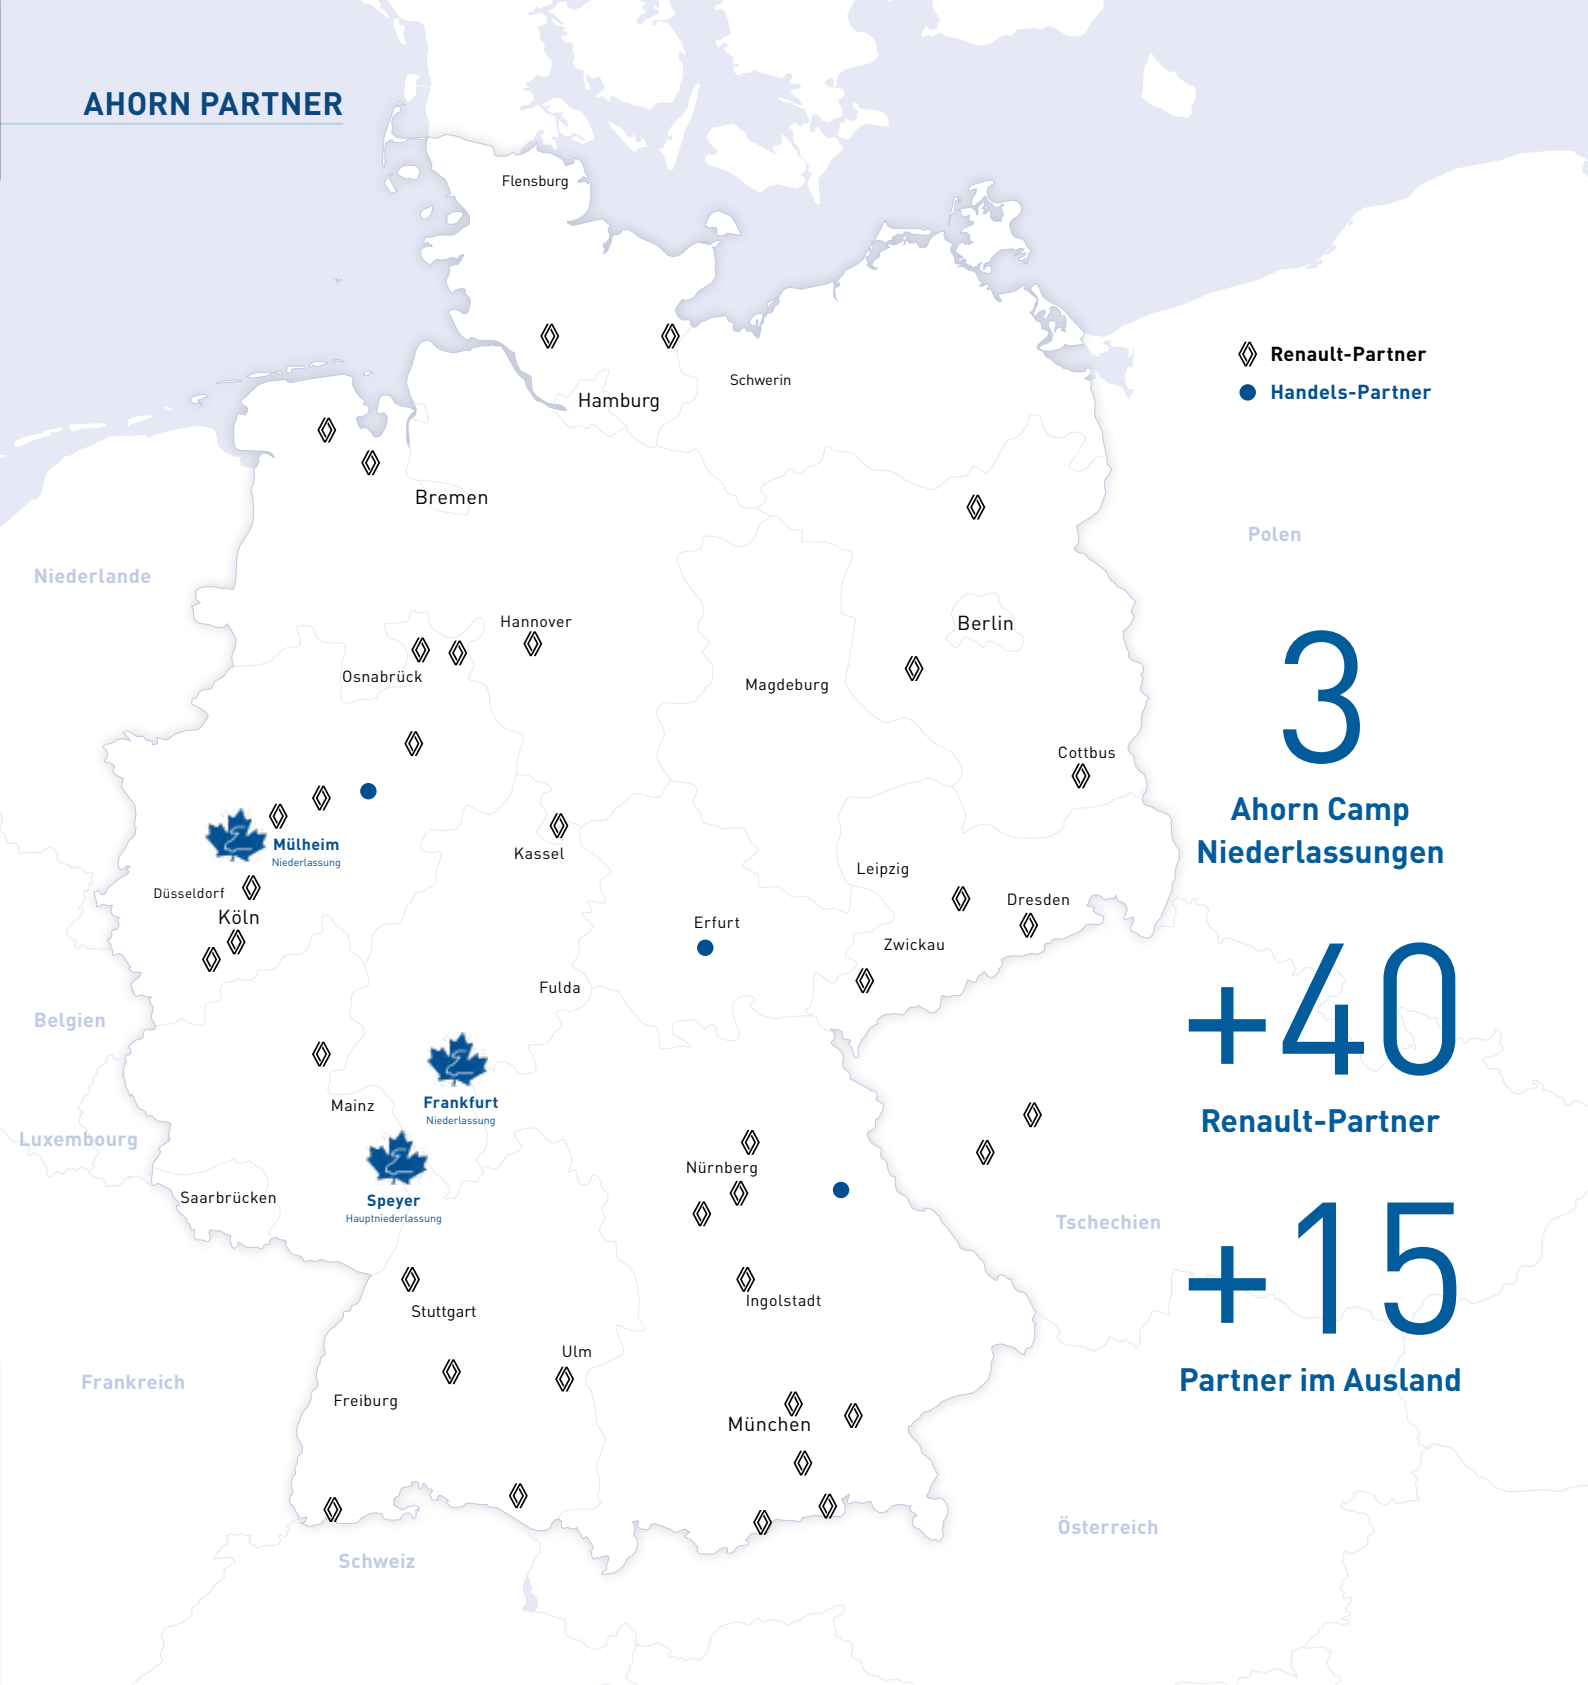 AHORN PARTNER
Flensburg
Renault-Partner
Schwerin
Handels-Partner
Hamburg
Bremen
Polen
Niederlande
Hannover
Berlin
Osnabrück
Magdeburg
3
Cottbus
Ahorn Camp
Niederlassungen
Mülheim
Niederlassung
Kassel
Leipzig
Düsseldorf
Dresden
Köln
Erfurt
Zwickau
Fulda
+40
Belgien
Frankfurt
Niederlassung
Mainz
Renault-Partner
Luxembourg
Nürnberg
Saarbrücken
Speyer
Hauptniederlassung
Tschechien
+15
Ingolstadt
Stuttgart
Ulm
Frankreich
Partner im Ausland
Freiburg
München
Österreich
Schweiz